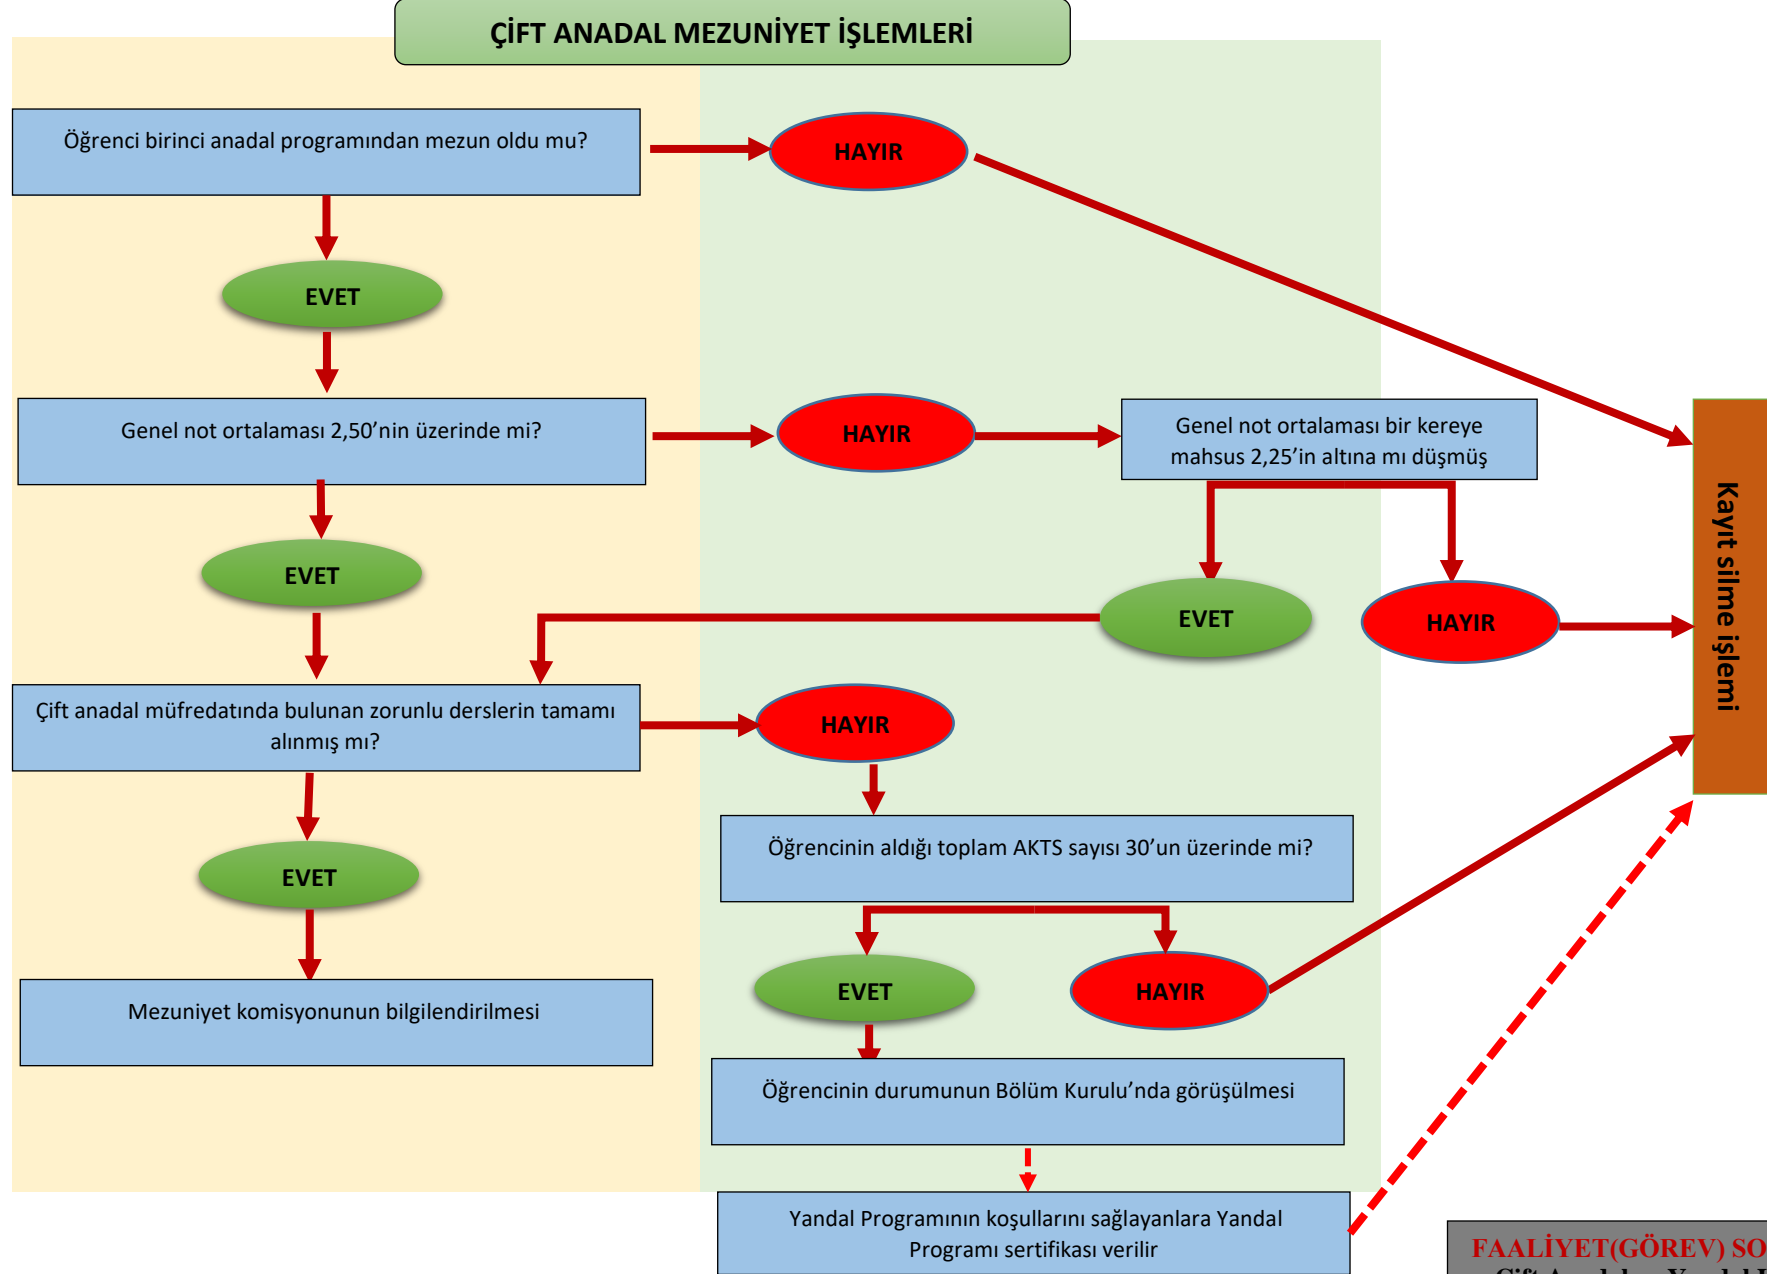 ÇİFT ANADAL MEZUNİYET İŞLEMLERİ
Öğrenci birinci anadal programından mezun oldu mu?
HAYIR
EVET
Genel not ortalaması 2,50’nin üzerinde mi?
HAYIR
Genel not ortalaması bir kereye
mahsus 2,25’in altına mı düşmüş
Kayıt silme işlemi
EVET
EVET
HAYIR
Çift anadal müfredatında bulunan zorunlu derslerin tamamı
alınmış mı?
HAYIR
Öğrencinin aldığı toplam AKTS sayısı 30’un üzerinde mi?
EVET
EVET
HAYIR
Mezuniyet komisyonunun bilgilendirilmesi
Öğrencinin durumunun Bölüm Kurulu’nda görüşülmesi
Yandal Programının koşullarını sağlayanlara Yandal
Programı sertifikası verilir
FAALİYET(GÖREV) SO